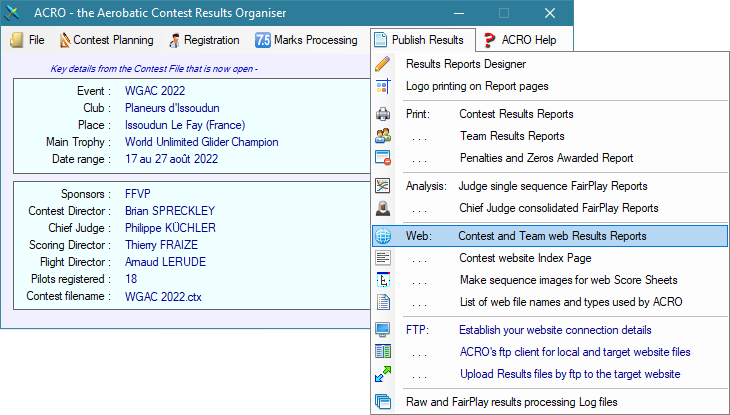 ACRO - the Aerobatic Contest Results Organiser
File Contest Planning Registration 7.5 Marks Processing Publish Results ? ACRO Help
Key details from the Contest File that is now open -
Event : WGAC 2022
Club : Planeurs d'Issoudun
Place : Issoudun Le Fay (France)
Main Trophy : World Unlimited Glider Champion
Date range : 17 au 27 août 2022
Sponsors : FFVP
Contest Director : Brian SPRECKLEY
Chief Judge : Philippe KÜCHLER
Scoring Director : Thierry FRAIZE
Flight Director : Arnaud LERUDE
Pilots registered : 18
Contest filename : WGAC 2022.ctx
Results Reports Designer
Logo printing on Report pages
Print: Contest Results Reports
. . . Team Results Reports
. . . Penalties and Zeros Awarded Report
Analysis: Judge single sequence FairPlay Reports
. . . Chief Judge consolidated FairPlay Reports
Web: Contest and Team web Results Reports
. . . Contest website Index Page
. . . Make sequence images for web Score Sheets
. . . List of web file names and types used by ACRO
FTP: Establish your website connection details
. . . ACRO's ftp client for local and target website files
. . . Upload Results files by ftp to the target website
Raw and FairPlay results processing Log files